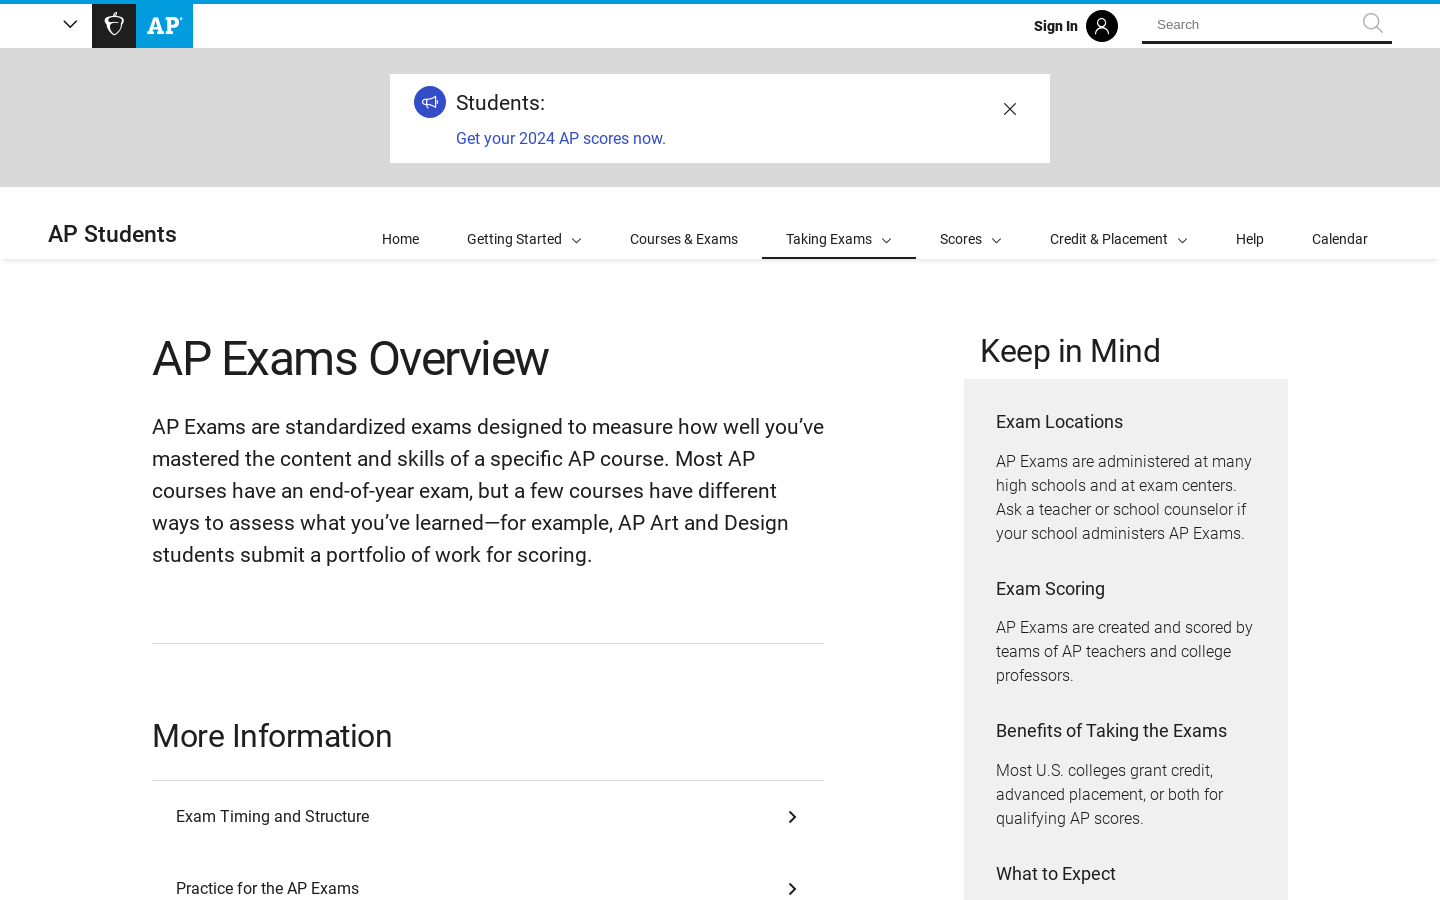 AP
Sign In
Search
Students:
Get your 2024 AP scores now.
AP Students
Home
Getting Started
Courses & Exams
Taking Exams
Scores
Credit & Placement
Help
Calendar
AP Exams Overview
AP Exams are standardized exams designed to measure how well you’ve
mastered the content and skills of a specific AP course. Most AP
courses have an end-of-year exam, but a few courses have different
ways to assess what you’ve learned—for example, AP Art and Design
students submit a portfolio of work for scoring.
More Information
Exam Timing and Structure
Practice for the AP Exams
Keep in Mind
Exam Locations
AP Exams are administered at many
high schools and at exam centers.
Ask a teacher or school counselor if
your school administers AP Exams.
Exam Scoring
AP Exams are created and scored by
teams of AP teachers and college
professors.
Benefits of Taking the Exams
Most U.S. colleges grant credit,
advanced placement, or both for
qualifying AP scores.
What to Expect